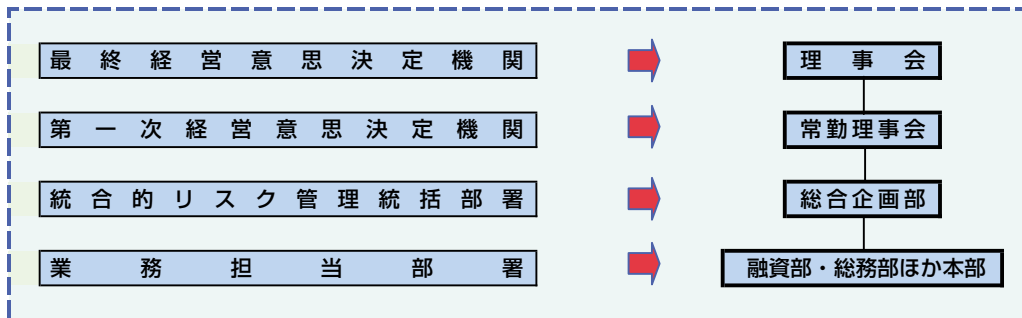 最終経営意思決定機関
理事会
第一次経営意思決定機関
常勤理事会
統合的リスク管理統括部署
総合企画部
業務担当部署
融資部・総務部ほか本部